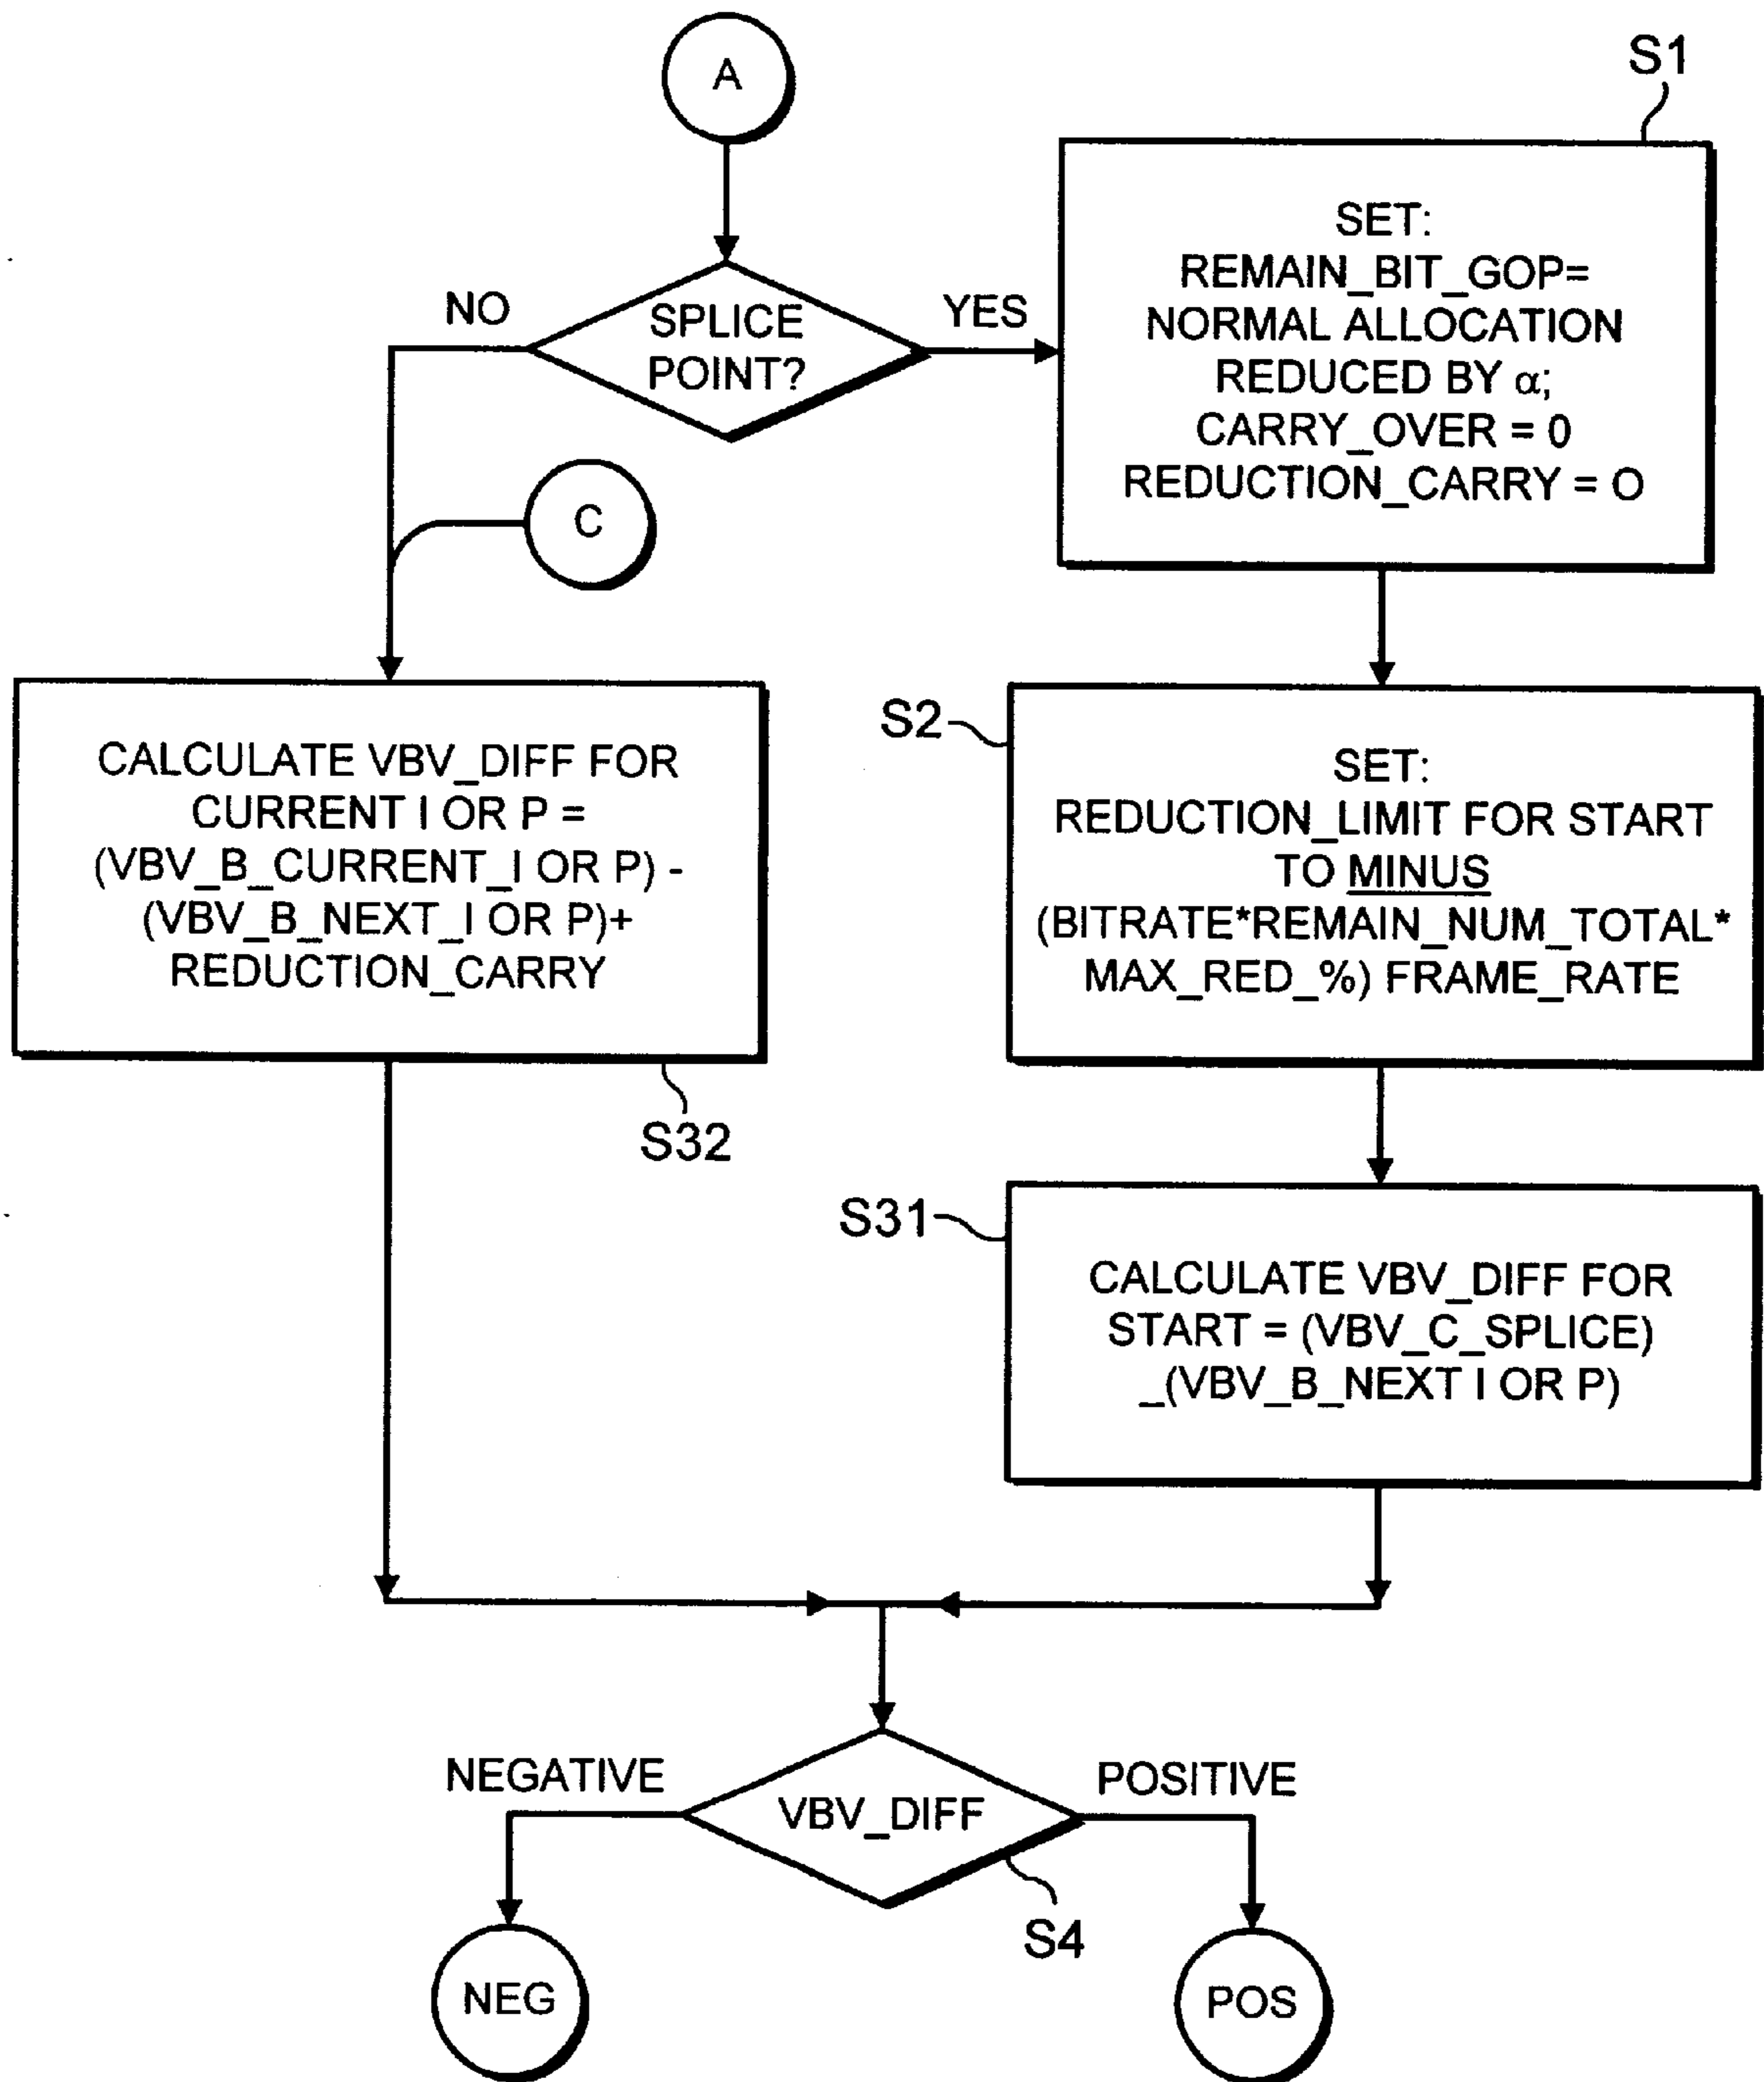 A
S1
SPLICE
POINT?
NO
YES
SET:
REMAIN_BIT_GOP=
NORMAL ALLOCATION
REDUCED BY α;
CARRY_OVER = 0
REDUCTION_CARRY = O
C
CALCULATE VBV_DIFF FOR
CURRENT I OR P =
(VBV_B_CURRENT_I OR P) -
(VBV_B_NEXT_I OR P)+
REDUCTION_CARRY
S32
S2
SET:
REDUCTION_LIMIT FOR START
TO MINUS
(BITRATE*REMAIN_NUM_TOTAL*
MAX_RED_%) FRAME_RATE
S31
CALCULATE VBV_DIFF FOR
START = (VBV_C_SPLICE)
_(VBV_B_NEXT I OR P)
NEGATIVE
VBV_DIFF
POSITIVE
S4
NEG
POS